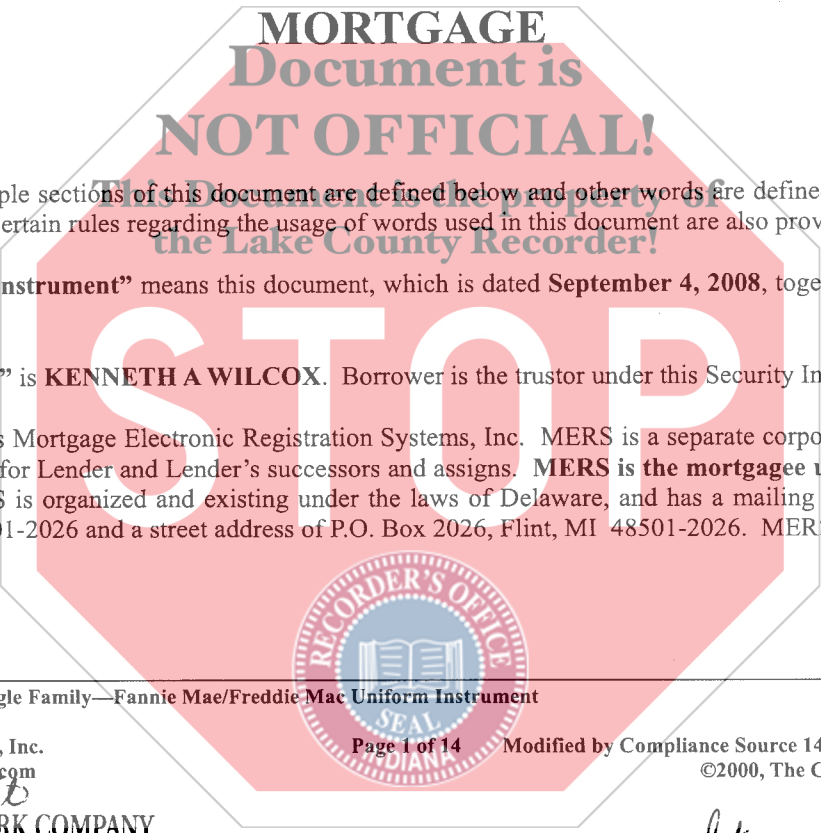 MORTGAGE
Document is
NOT OFFICIAL!
This Document is the property of
the Lake County Recorder!
ple sections of this document are defined below and other words are define
ertain rules regarding the usage of words used in this document are also prov
nstrument” means this document, which is dated September 4, 2008, toge
” is KENNETH A WILCOX. Borrower is the trustor under this Security In
s Mortgage Electronic Registration Systems, Inc. MERS is a separate corpo
for Lender and Lender’s successors and assigns. MERS is the mortgagee u
S is organized and existing under the laws of Delaware, and has a mailing
01-2026 and a street address of P.O. Box 2026, Flint, MI 48501-2026. MER
STOP
RECORDER'S OFFICE
SEAL
INDIANA
gle Family—Fannie Mae/Freddie Mac Uniform Instrument
, Inc. Page 1 of 14 Modified by Compliance Source 14
com ©2000, The C
RK COMPANY